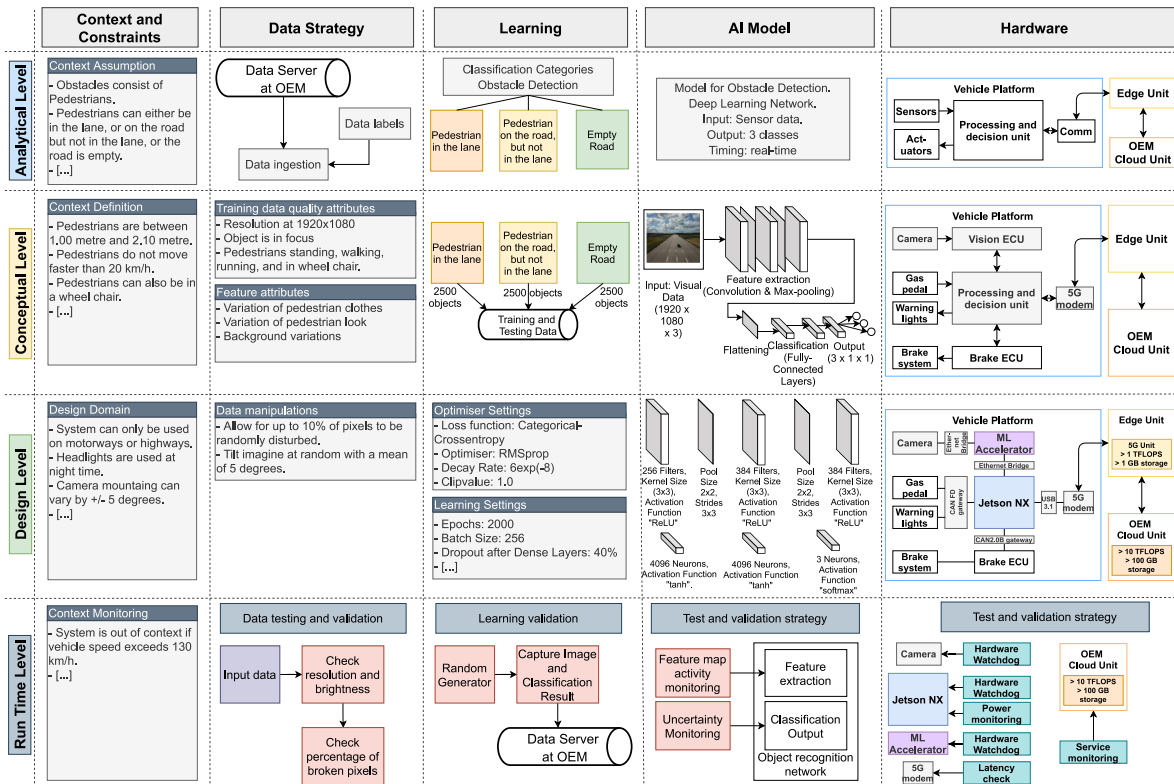 Context and
Constraints
Data Strategy
Learning
AI Model
Hardware
Analytical Level
Context Assumption
- Obstacles consist of
Pedestrians.
- Pedestrians can either be
in the lane, or on the road
but not in the lane, or the
road is empty.
- [...]
Data Server
at OEM
Data labels
Data ingestion
Classification Categories
Obstacle Detection
Pedestrian
in the lane
Pedestrian
on the road,
but not
in the lane
Empty
Road
Model for Obstacle Detection.
Deep Learning Network.
Input: Sensor data.
Output: 3 classes
Timing: real-time
Vehicle Platform
Sensors
Act-
uators
Processing and
decision unit
Comm
Edge Unit
OEM
Cloud Unit
Conceptual Level
Context Definition
- Pedestrians are between
1.00 metre and 2.10 metre.
- Pedestrians do not move
faster than 20 km/h.
- Pedestrians can also be in
a wheel chair.
- [...]
Training data quality attributes
- Resolution at 1920x1080
- Object is in focus
- Pedestrians standing, walking,
running, and in wheel chair.
Feature attributes
- Variation of pedestrian clothes
- Variation of pedestrian look
- Background variations
Pedestrian
in the lane
Pedestrian
on the road,
but not
in the lane
Empty
Road
2500
objects
2500 objects
2500
objects
Training and
Testing Data
Input: Visual
Data
(1920 x
1080
x 3)
Feature extraction
(Convolution & Max-pooling)
Flattening
Classification
(Fully-
Connected
Layers)
Output
(3 x 1 x 1)
Vehicle Platform
Camera
Vision ECU
Gas
pedal
Warning
lights
Processing and
decision unit
5G
modem
Brake
system
Brake ECU
Edge Unit
OEM
Cloud Unit
Design Level
Design Domain
- System can only be used
on motorways or highways.
- Headlights are used at
night time.
- Camera mountaing can
vary by +/- 5 degrees.
- [...]
Data manipulations
- Allow for up to 10% of pixels to be
randomly disturbed.
- Tilt imagine at random with a mean
of 5 degrees.
Optimiser Settings
- Loss function: Categorical-
Crossentropy
- Optimiser: RMSprop
- Decay Rate: 6exp(-8)
- Clipvalue: 1.0
Learning Settings
- Epochs: 2000
- Batch Size: 256
- Dropout after Dense Layers: 40%
- [...]
256 Filters,
Kernel Size
(3x3),
Activation
Function
"ReLU"
Pool
Size
2x2,
Strides
3x3
384 Filters,
Kernel Size
(3x3),
Activation
Function
"ReLU"
Pool
Size
2x2,
Strides
3x3
384 Filters,
Kernel Size
(3x3),
Activation
Function
"ReLU"
4096 Neurons,
Activation Function
"tanh".
4096 Neurons,
Activation Function
"tanh"
3 Neurons,
Activation
Function
"softmax"
Vehicle Platform
Camera
Ether-
net
Bridge
ML
Accelerator
Ethernet Bridge
Gas
pedal
Warning
lights
CAN FD
gateway
Jetson NX
USB
3.1
5G
modem
CAN2.0B gateway
Brake
system
Brake ECU
Edge Unit
5G Unit
> 1 TFLOPS
> 1 GB storage
OEM
Cloud Unit
> 10 TFLOPS
> 100 GB
storage
Run Time Level
Context Monitoring
- System is out of context if
vehicle speed exceeds 130
km/h.
- [...]
Data testing and validation
Input data
Check
resolution and
brightness
Check
percentage of
broken pixels
Learning validation
Random
Generator
Capture Image
and
Classification
Result
Data Server
at OEM
Test and validation strategy
Feature map
activity
monitoring
Feature
extraction
Uncertainty
Monitoring
Classification
Output
Object recognition
network
Test and validation strategy
Camera
Hardware
Watchdog
Jetson NX
Hardware
Watchdog
Power
monitoring
ML
Accelerator
Hardware
Watchdog
5G
modem
Latency
check
OEM
Cloud Unit
> 10 TFLOPS
> 100 GB
storage
Service
monitoring